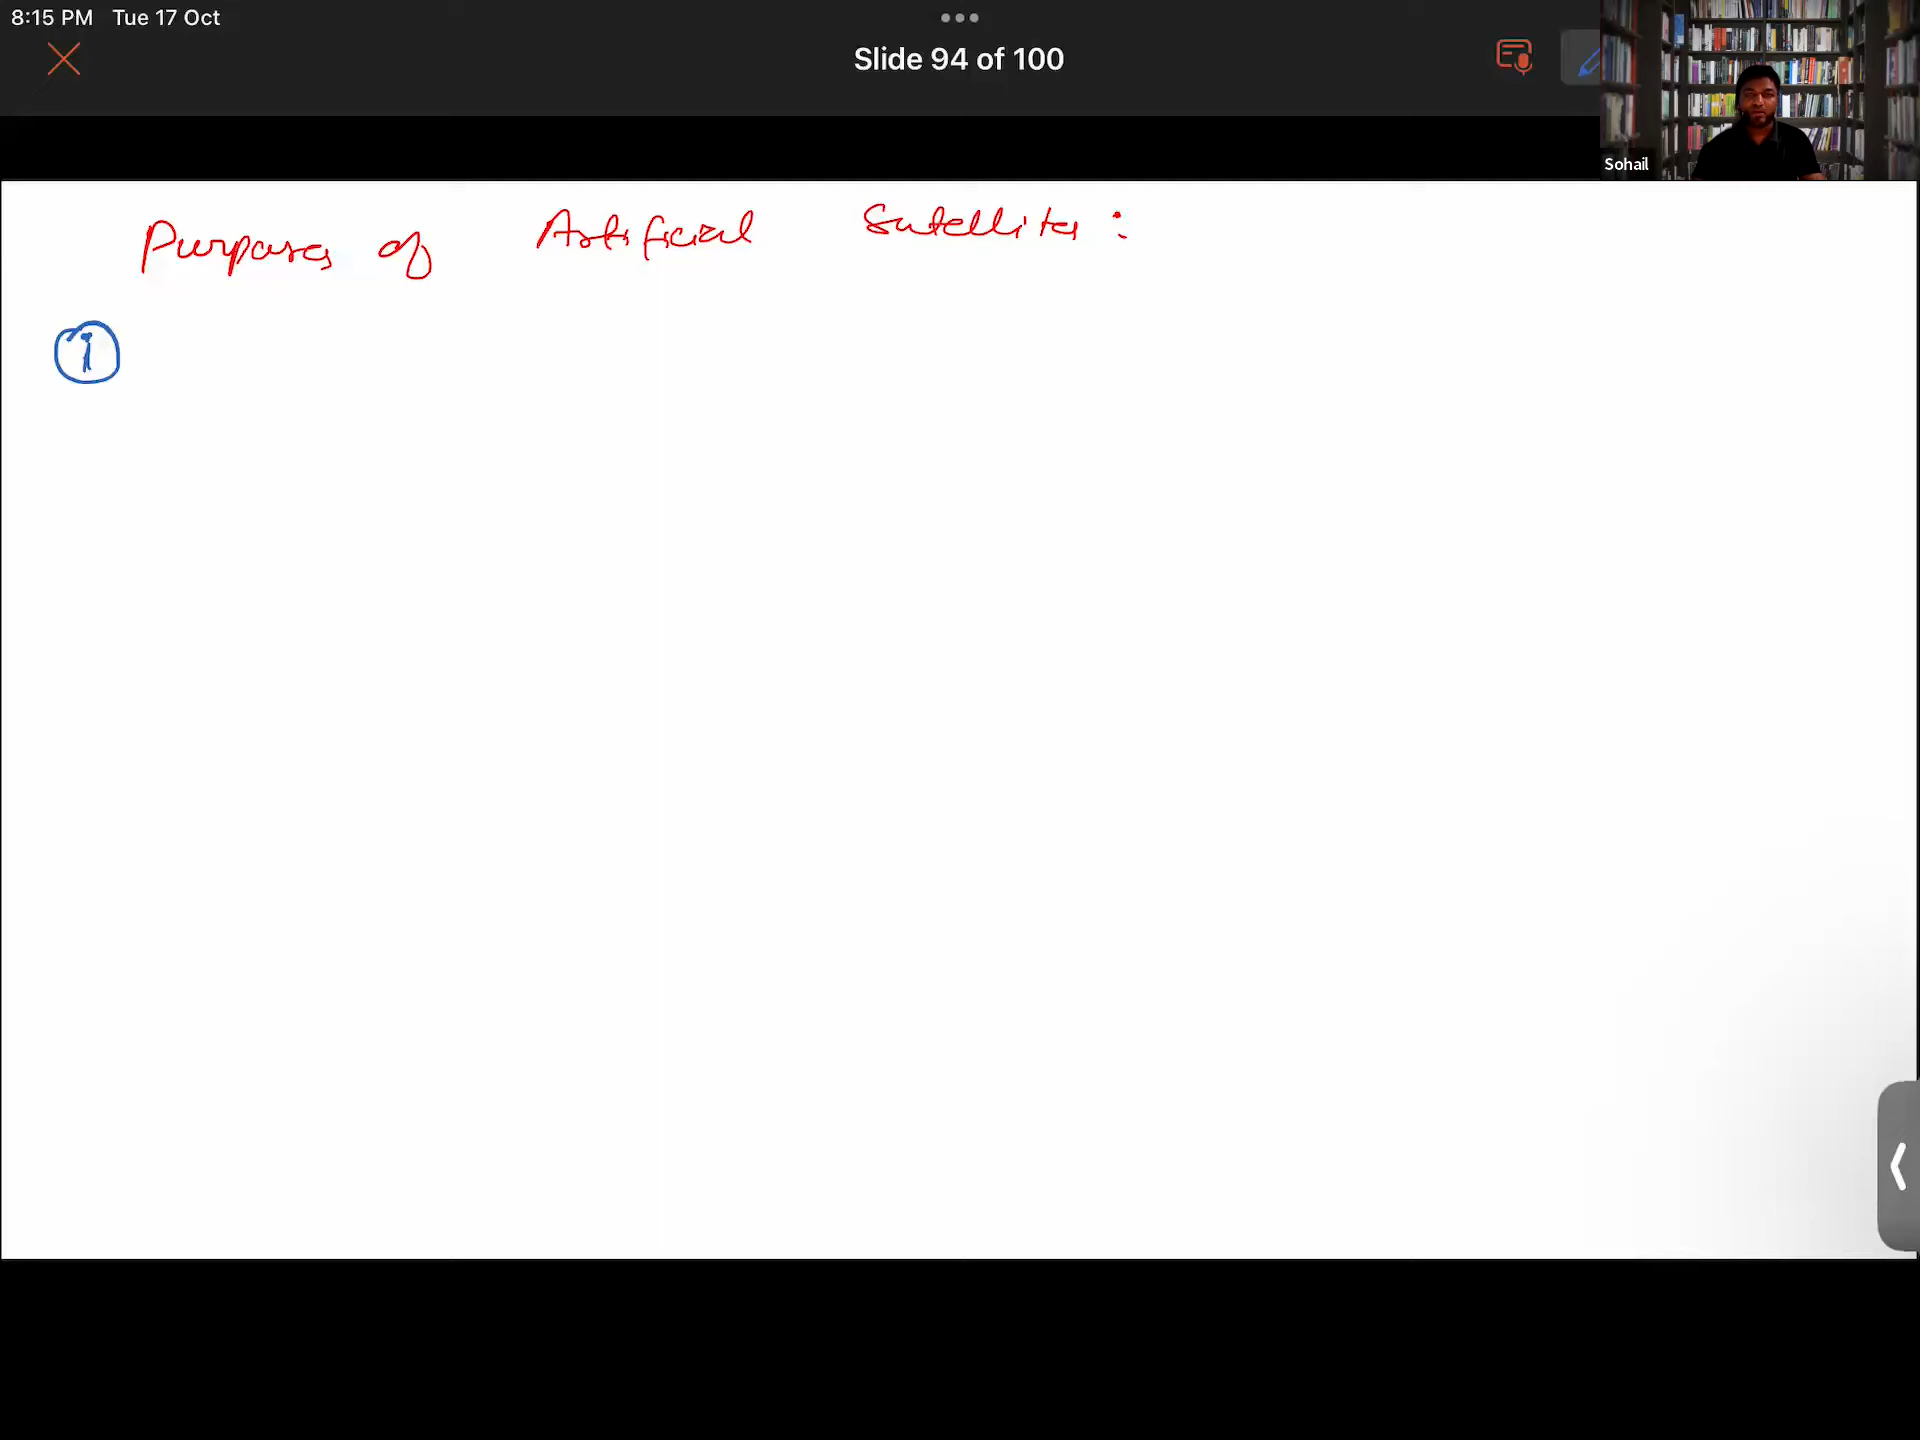 8:15 PM Tue 17 Oct
Slide 94 of 100
Sohail
Purposes of Artificial Satellites :
1